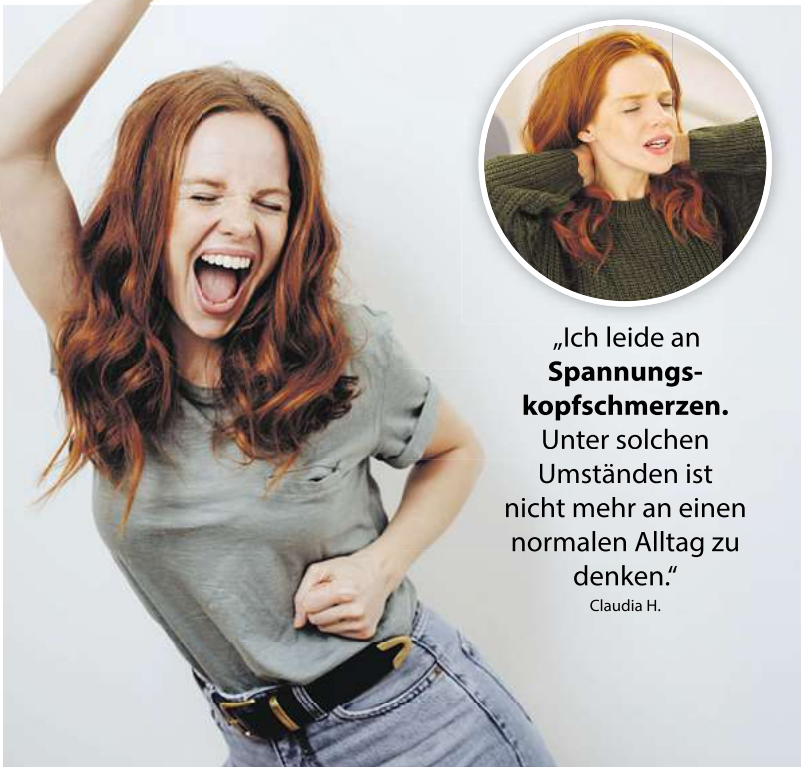 „Ich leide an
Spannungs-
kopfschmerzen.
Unter solchen
Umständen ist
nicht mehr an einen
normalen Alltag zu
denken.“
Claudia H.